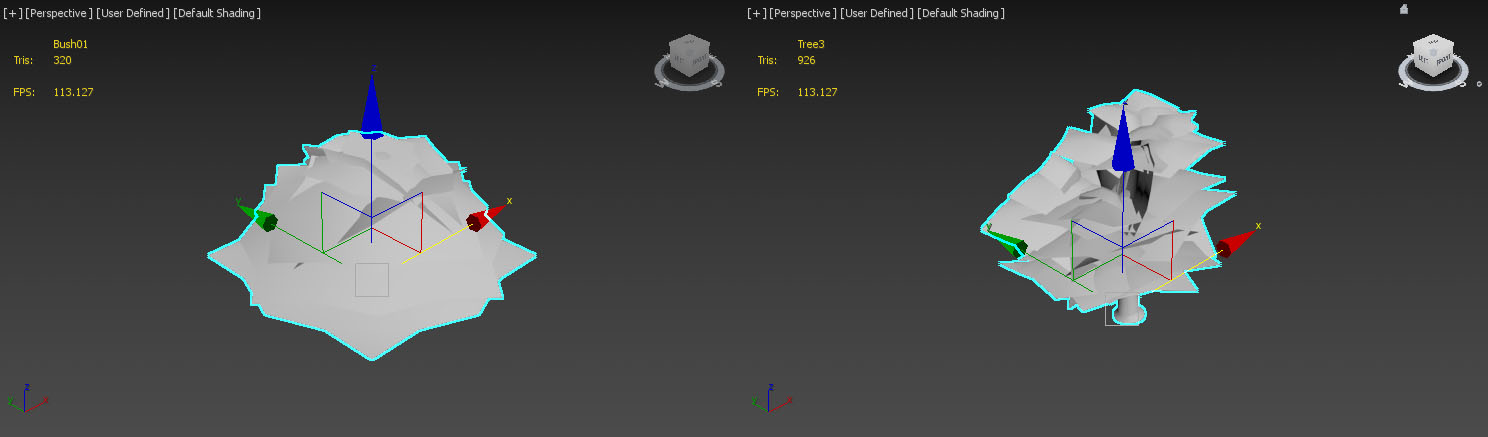 [+] [Perspective] [User Defined] [Default Shading]
Bush01
Tris: 320
FPS: 113.127
z
y
x
z
y
x
[+] [Perspective] [User Defined] [Default Shading]
Tree3
Tris: 926
FPS: 113.127
z
y
x
z
y
x